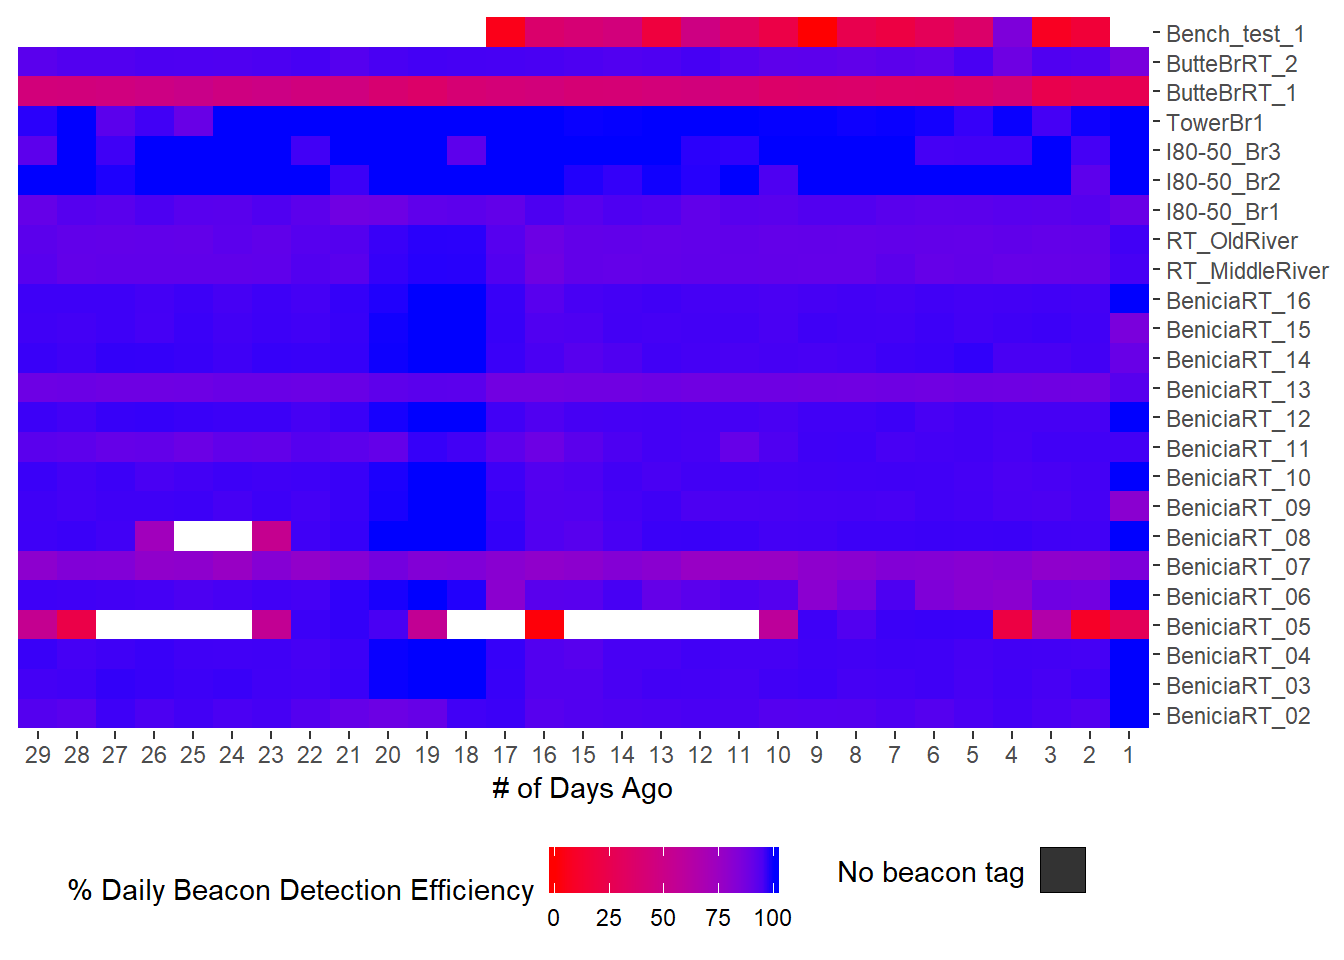 Bench_test_1
ButteBrRT_2
ButteBrRT_1
TowerBr1
I80-50_Br3
I80-50_Br2
I80-50_Br1
RT_OldRiver
RT_MiddleRiver
BeniciaRT_16
BeniciaRT_15
BeniciaRT_14
BeniciaRT_13
BeniciaRT_12
BeniciaRT_11
BeniciaRT_10
BeniciaRT_09
BeniciaRT_08
BeniciaRT_07
BeniciaRT_06
BeniciaRT_05
BeniciaRT_04
BeniciaRT_03
BeniciaRT_02
29 28 27 26 25 24 23 22 21 20 19 18 17 16 15 14 13 12 11 10 9 8 7 6 5 4 3 2 1
# of Days Ago
% Daily Beacon Detection Efficiency
0 25 50 75 100
No beacon tag